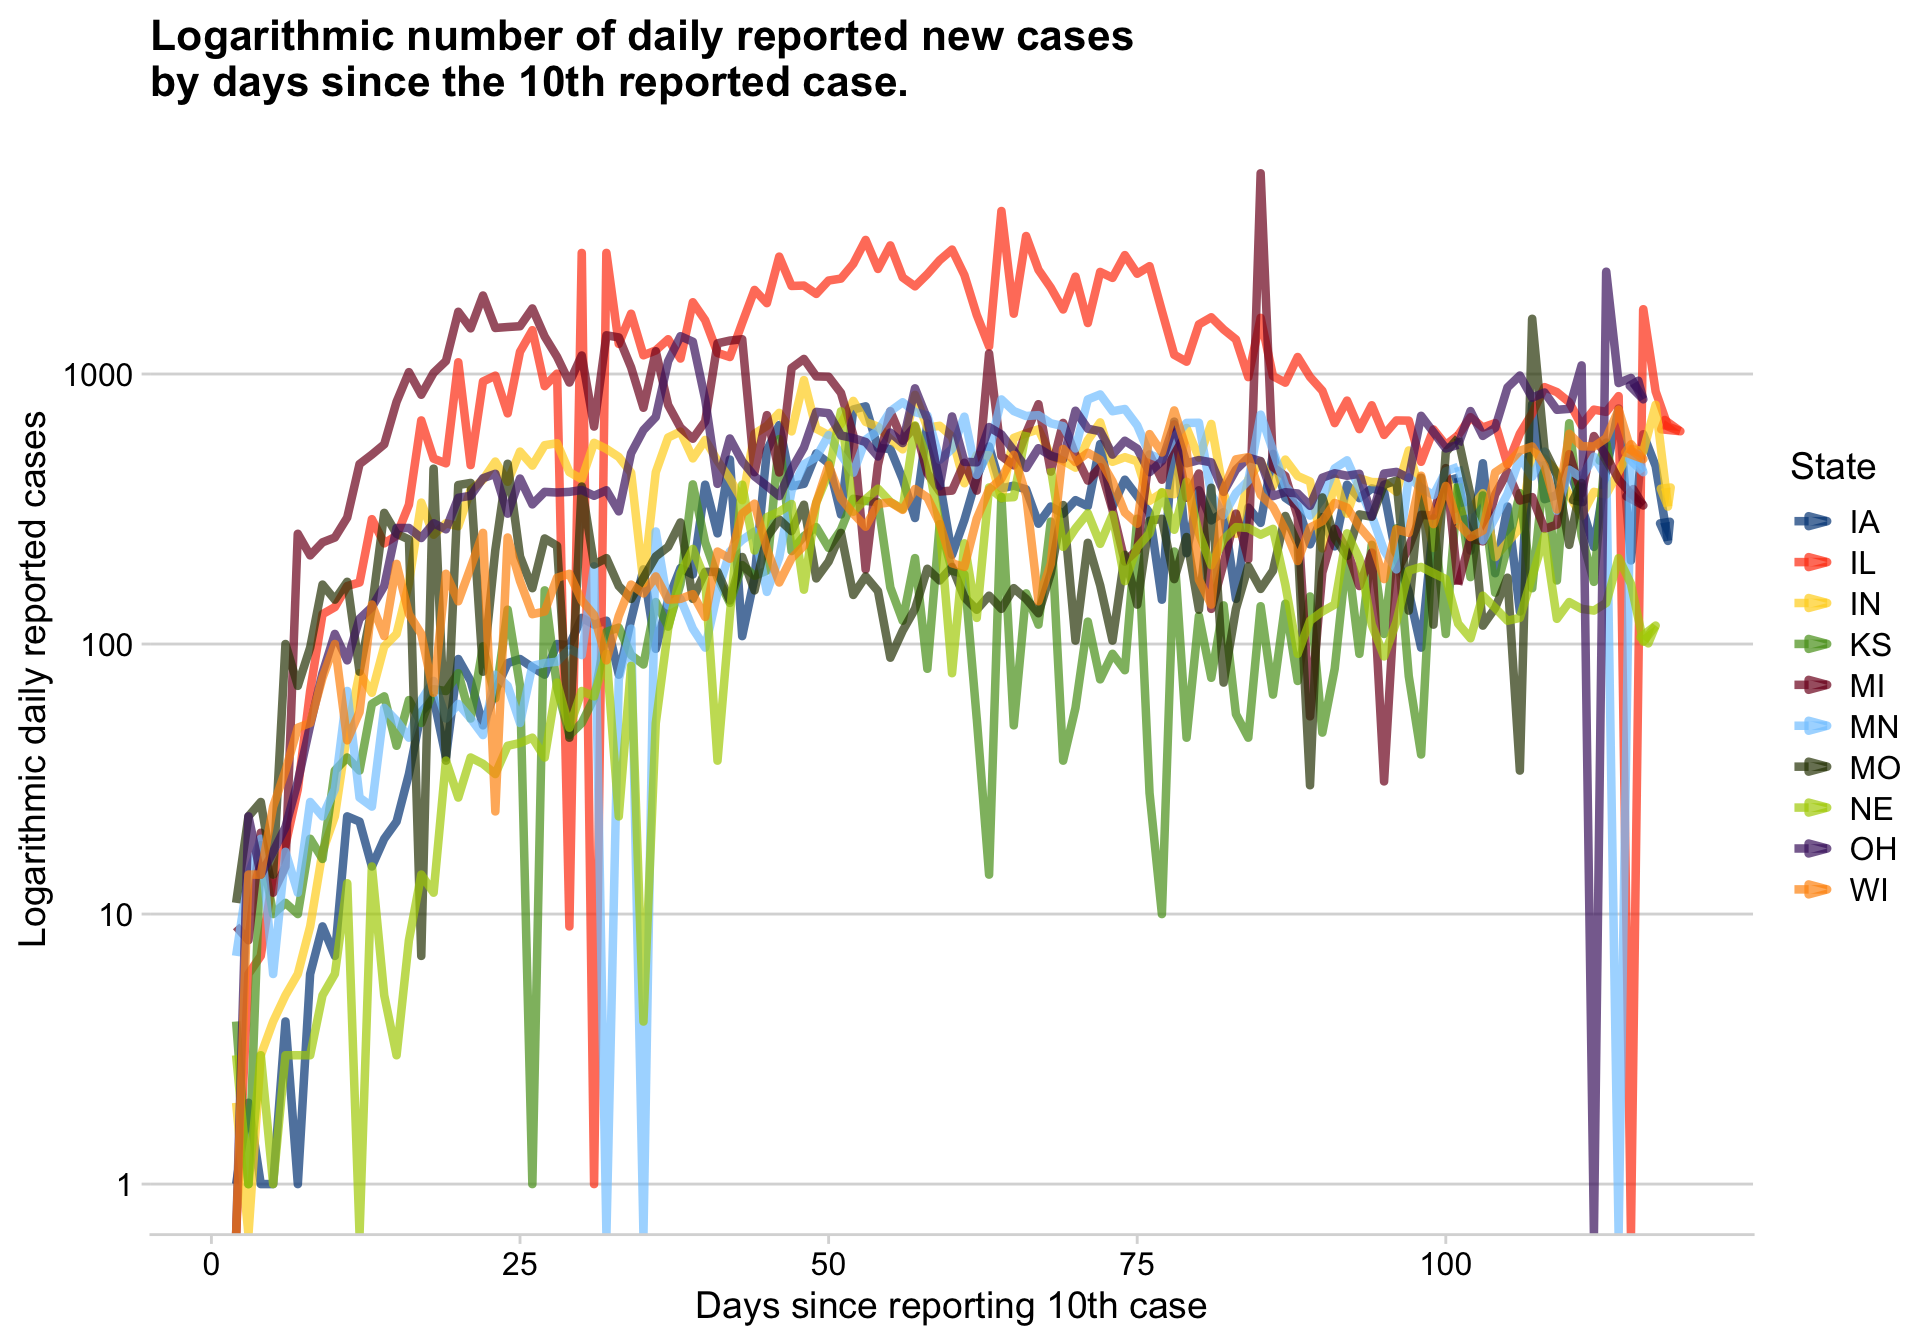 Logarithmic number of daily reported new cases
by days since the 10th reported case.
Logarithmic daily reported cases
1000
100
10
1
0
25
50
75
100
Days since reporting 10th case
State
IA
IL
IN
KS
MI
MN
MO
NE
OH
WI